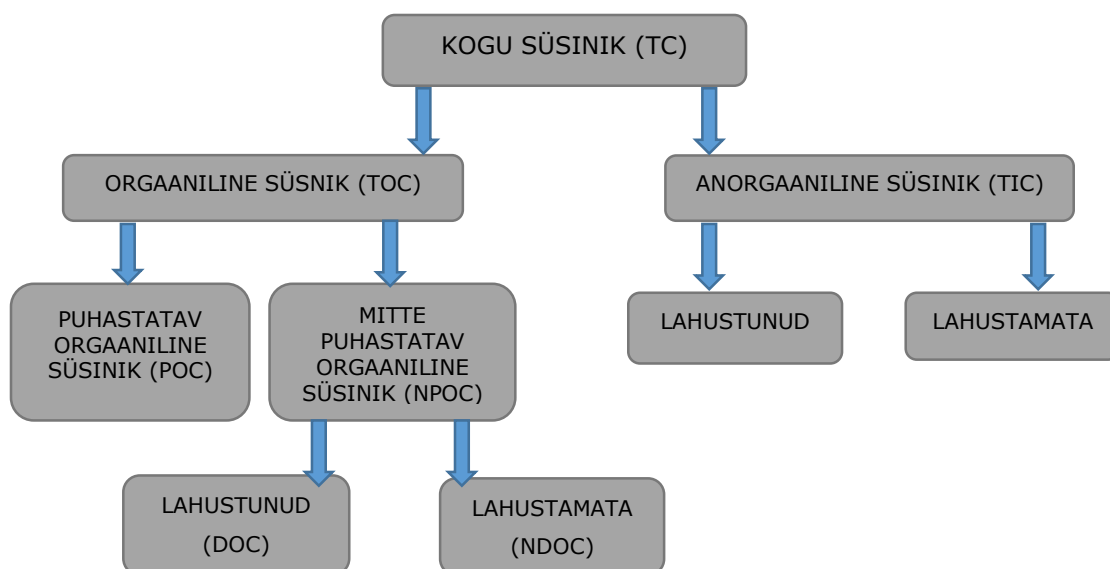 KOGU SÜSINIK (TC)
ORGAANILINE SÜSNIK (TOC)
ANORGAANILINE SÜSINIK (TIC)
PUHASTATAV
ORGAANILINE
SÜSINIK (POC)
MITTE
PUHASTATAV
ORGAANILINE
SÜSINIK (NPOC)
LAHUSTUNUD
LAHUSTAMATA
LAHUSTUNUD
(DOC)
LAHUSTAMATA
(NDOC)